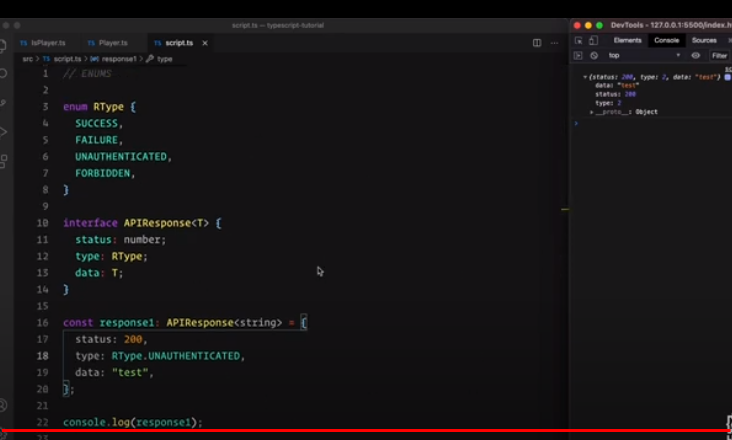 script.ts — typescript-tutorial
TS IsPlayer.ts TS Player.ts TS script.ts ×
src > TS script.ts > response1 > type
1 // ENUMS
2
3 enum RType {
4 SUCCESS,
5 FAILURE,
6 UNAUTHENTICATED,
7 FORBIDDEN,
8 }
9
10 interface APIResponse<T> {
11 status: number;
12 type: RType;
13 data: T;
14 }
15
16 const response1: APIResponse<string> = {
17 status: 200,
18 type: RType.UNAUTHENTICATED,
19 data: "test",
20 };
21
22 console.log(response1);
23
DevTools - 127.0.0.1:5500/index.h
Elements Console Sources
top Filter
{status: 200, type: 2, data: "test"}
data: "test"
status: 200
type: 2
__proto__: Object